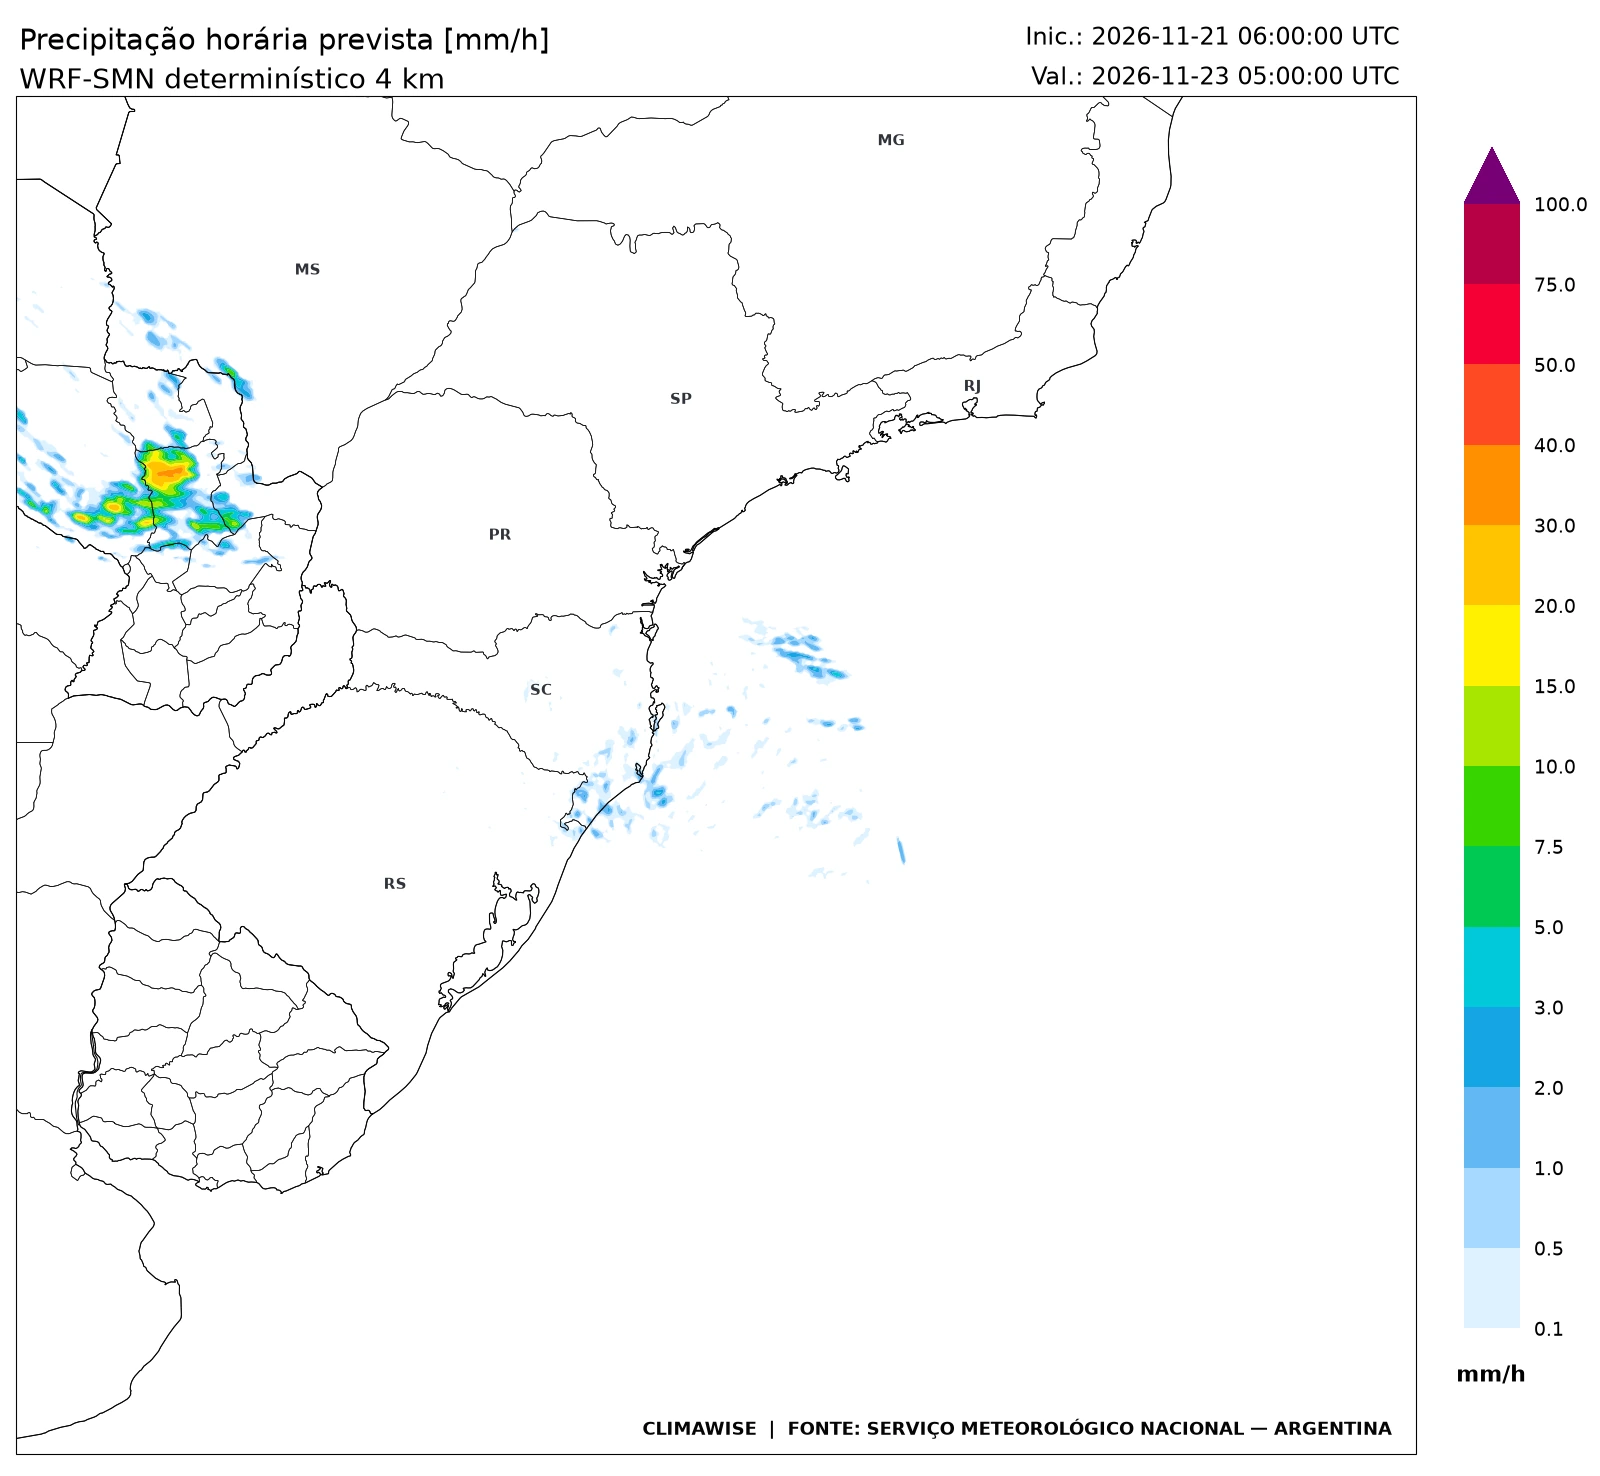 Precipitação horária prevista [mm/h]
WRF-SMN determinístico 4 km
Inic.: 2026-11-21 06:00:00 UTC
Val.: 2026-11-23 05:00:00 UTC
MG
MS
RJ
SP
PR
SC
RS
100.0
75.0
50.0
40.0
30.0
20.0
15.0
10.0
7.5
5.0
3.0
2.0
1.0
0.5
0.1
mm/h
CLIMAWISE | FONTE: SERVIÇO METEOROLÓGICO NACIONAL — ARGENTINA